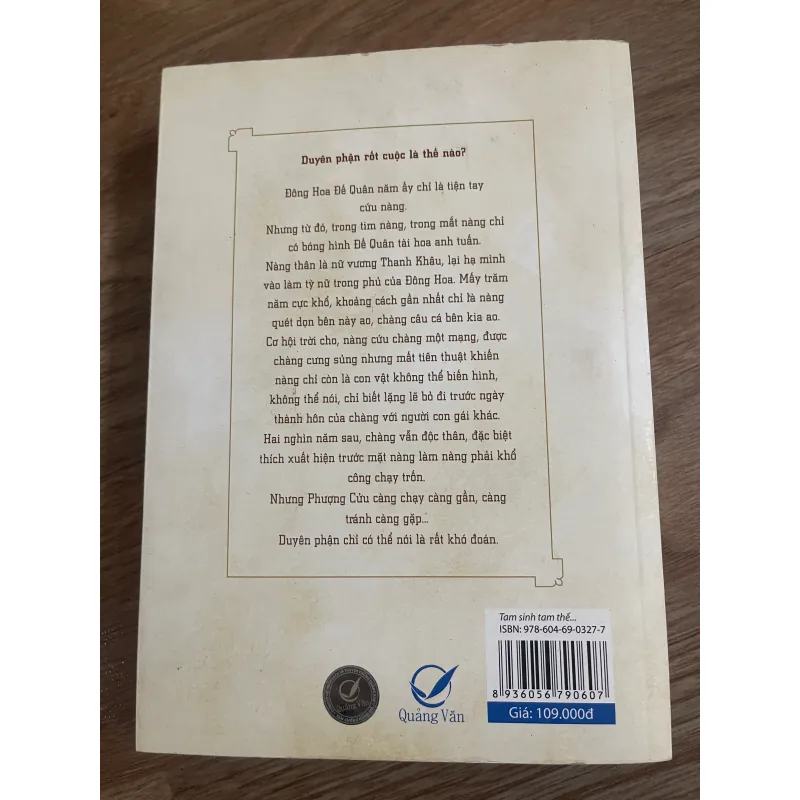 Duyên phận rốt cuộc là thế nào?
Đông Hoa Đế Quân năm ấy chỉ là tiện tay
cứu nàng.
Nhưng từ đó, trong tim nàng, trong mắt nàng chỉ
có bóng hình Đế Quân tài hoa anh tuấn.
Nàng thân là nữ vương Thanh Khâu, lại hạ mình
vào làm tỳ nữ trong phủ của Đông Hoa. Mấy trăm
năm cực khổ, khoảng cách gần nhất chỉ là nàng
quét dọn bên này ao, chàng câu cá bên kia ao.
Cơ hội trời cho, nàng cứu chàng một mạng, được
chàng cưng sủng nhưng mất tiên thuật khiến
nàng chỉ còn là con vật không thể biến hình,
không thể nói, chỉ biết lặng lẽ bỏ đi trước ngày
thành hôn của chàng với người con gái khác.
Hai nghìn năm sau, chàng vẫn độc thân, đặc biệt
thích xuất hiện trước mặt nàng làm nàng phải khổ
công chạy trốn.
Nhưng Phượng Cửu càng chạy càng gần, càng
tránh càng gặp...
Duyên phận chỉ có thể nói là rất khó đoán.
Tam sinh tam thế...
ISBN: 978-604-69-0327-7
8 936056 790607
Giá: 109.000đ
Quảng Văn
Quảng Văn